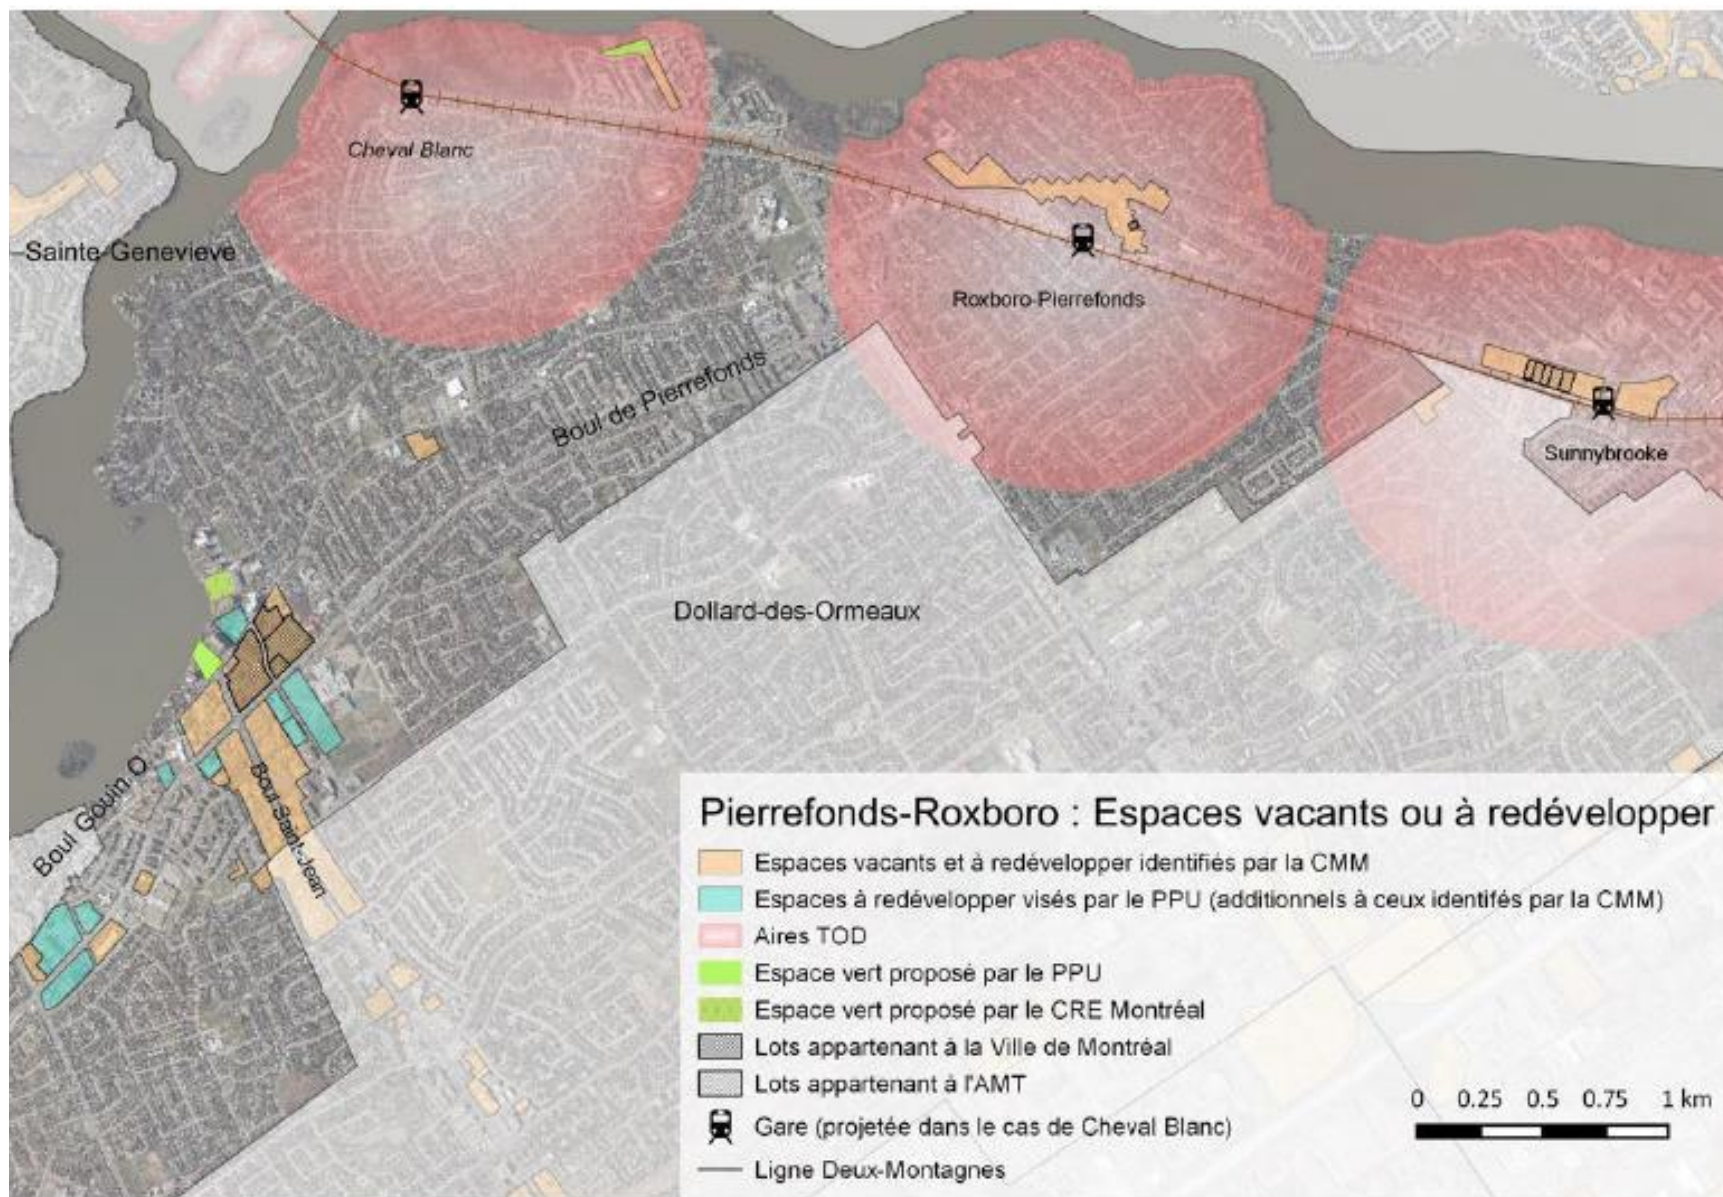 Cheval Blanc
Sainte-Genevieve
Roxboro-Pierrefonds
Boul de Pierrefonds
Sunnybrooke
Dollard-des-Ormeaux
Boul Gouin O
Boul Saint-Jean
Pierrefonds-Roxboro : Espaces vacants ou à redévelopper
Espaces vacants et à redévelopper identifiés par la CMM
Espaces à redévelopper visés par le PPU (additionnels à ceux identifés par la CMM)
Aires TOD
Espace vert proposé par le PPU
Espace vert proposé par le CRE Montréal
Lots appartenant à la Ville de Montréal
Lots appartenant à l'AMT
Gare (projetée dans le cas de Cheval Blanc)
Ligne Deux-Montagnes
0 0.25 0.5 0.75 1 km